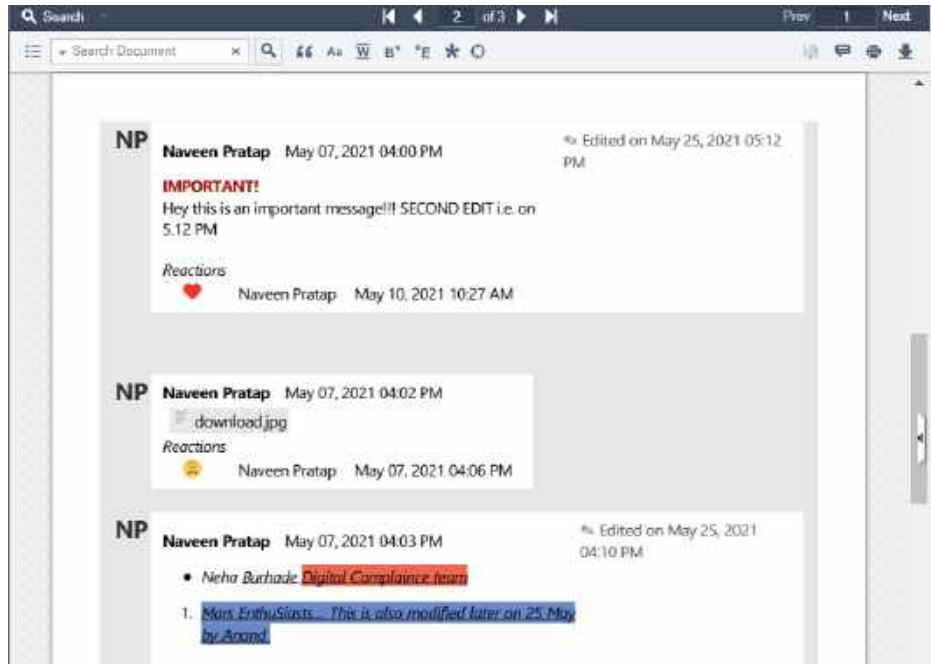 Search
2 of 3
Prev 1 Next
Search Document × “ Aa W B⁺ ⁺E
NP Naveen Pratap May 07, 2021 04:00 PM
Edited on May 25, 2021 05:12
PM
IMPORTANT!
Hey this is an important message!!! SECOND EDIT i.e. on
5.12 PM
Reactions
Naveen Pratap May 10, 2021 10:27 AM
NP Naveen Pratap May 07, 2021 04:02 PM
download.jpg
Reactions
Naveen Pratap May 07, 2021 04:06 PM
NP Naveen Pratap May 07, 2021 04:03 PM
Edited on May 25, 2021
04:10 PM
• Neha Burhade Digital Complaince team
1. Mars EnthuSiasts... This is also modified later on 25 May
by Anand.